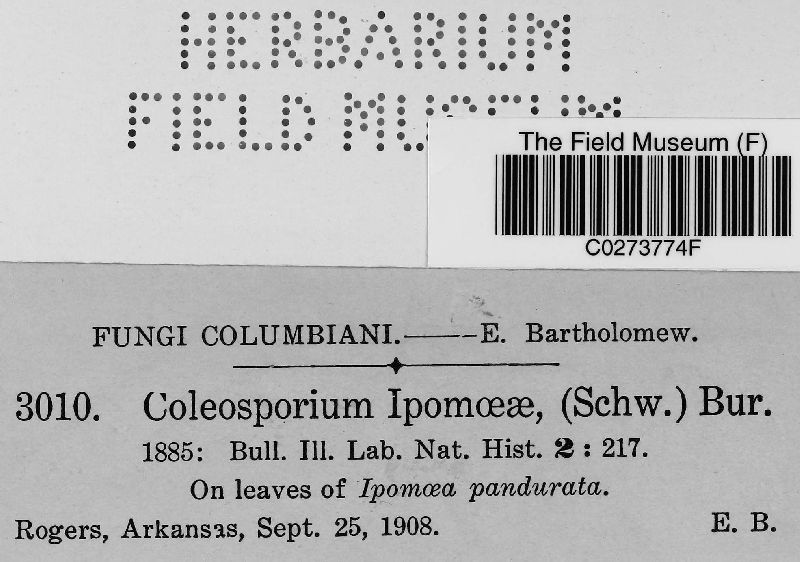 HERBARIUM
FIELD MUSEUM
The Field Museum (F)
C0273774F
FUNGI COLUMBIANI.——E. Bartholomew.
3010. Coleosporium Ipomœæ, (Schw.) Bur.
1885: Bull. Ill. Lab. Nat. Hist. 2 : 217.
On leaves of Ipomœa pandurata.
Rogers, Arkansas, Sept. 25, 1908. E. B.